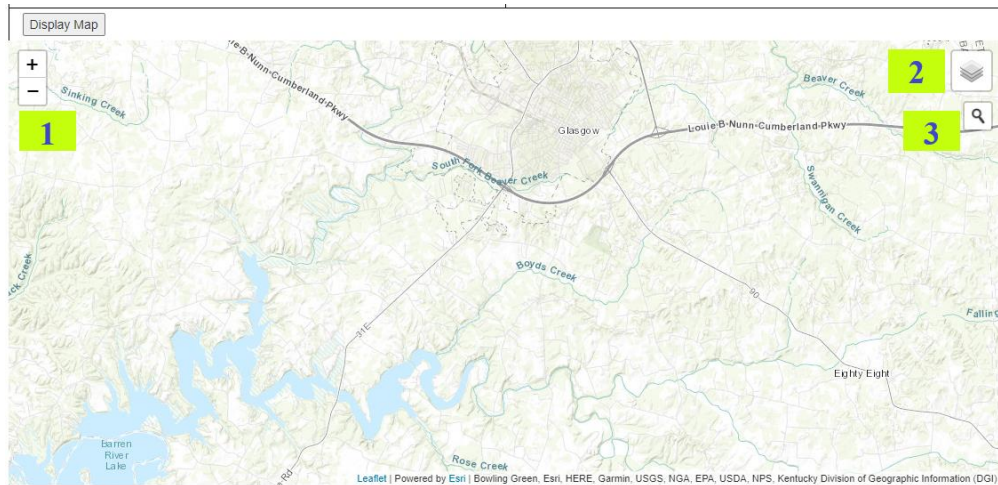 Display Map
+
−
1
2
3
Louie-B-Nunn-Cumberland-Pkwy
Sinking Creek
Beaver Creek
Glasgow
Louie-B-Nunn-Cumberland-Pkwy
South Fork Beaver Creek
Swannigan Creek
Boyds Creek
90
31E
Falling
Eighty Eight
Barren
River
Lake
Rose Creek
Rd
Leaflet | Powered by Esri | Bowling Green, Esri, HERE, Garmin, USGS, NGA, EPA, USDA, NPS, Kentucky Division of Geographic Information (DGI)